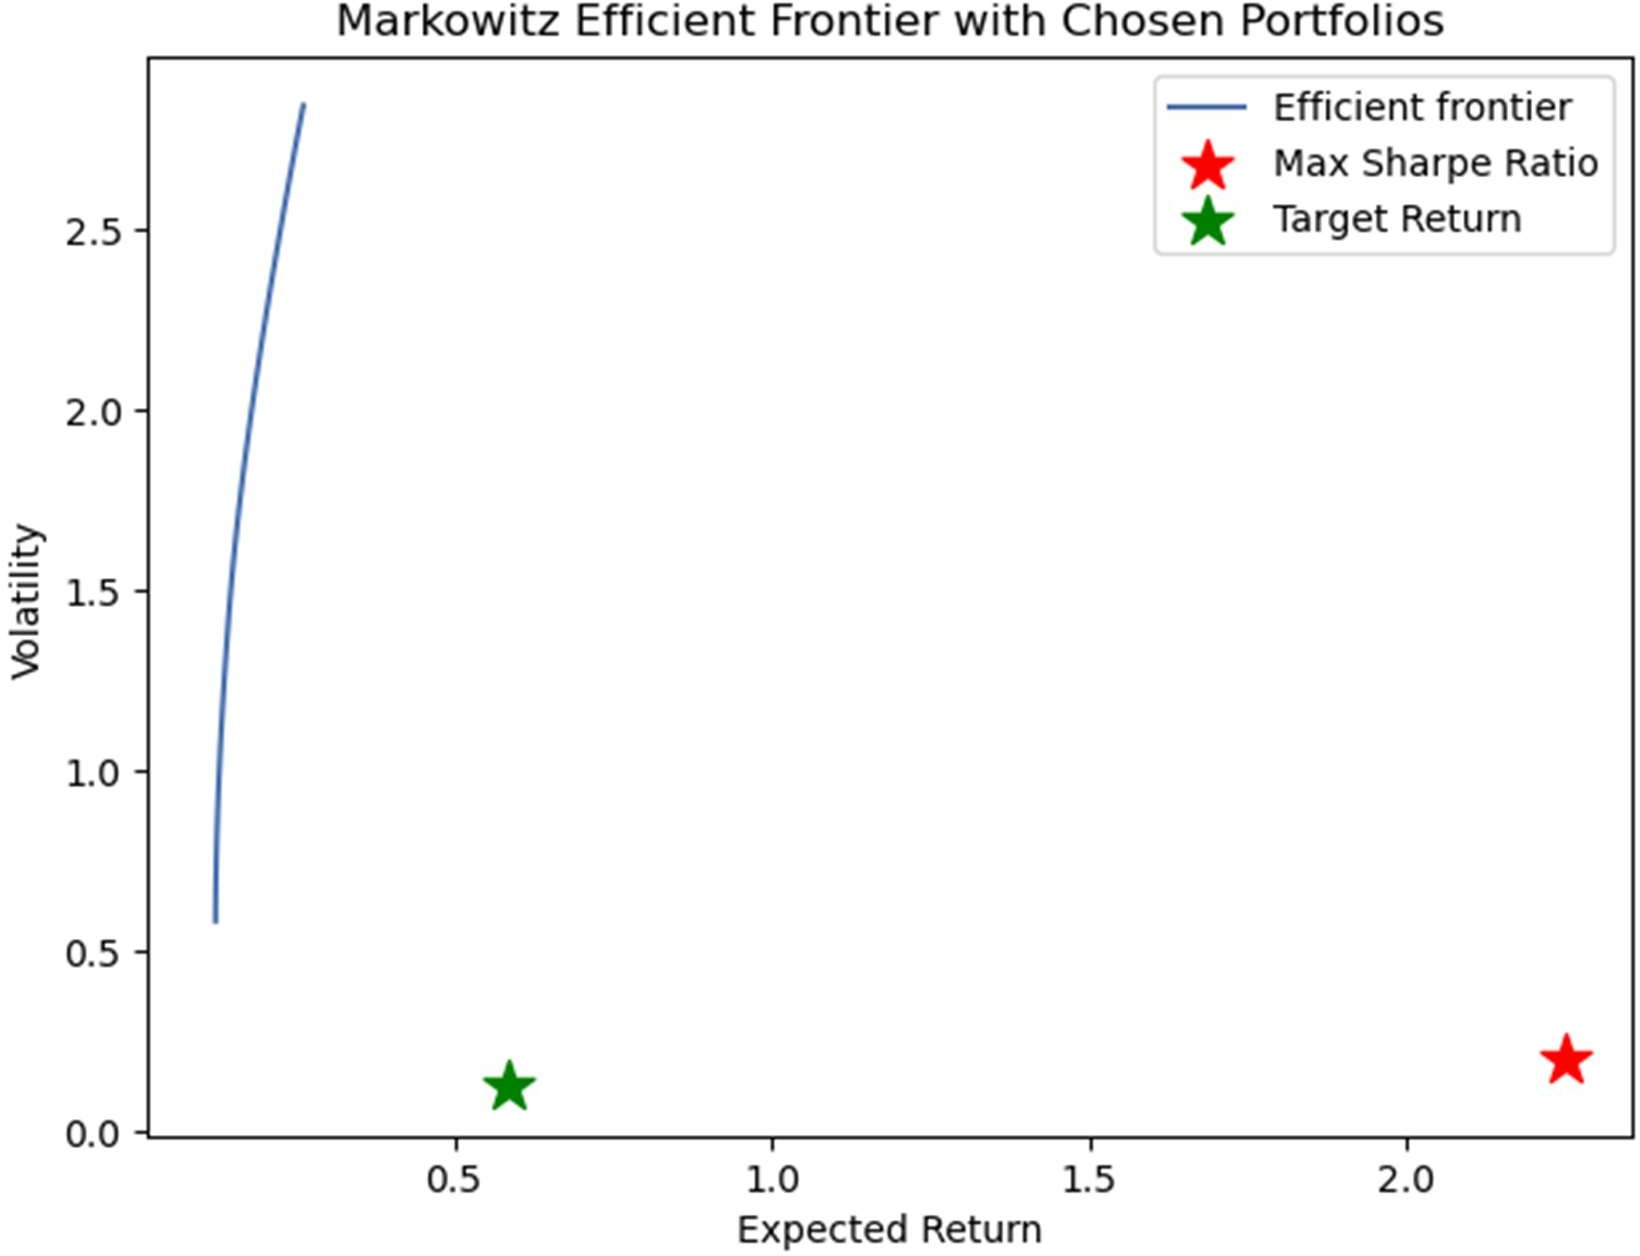 Markowitz Efficient Frontier with Chosen Portfolios
Efficient frontier
Max Sharpe Ratio
Target Return
Volatility
2.5
2.0
1.5
1.0
0.5
0.0
0.5
1.0
1.5
2.0
Expected Return